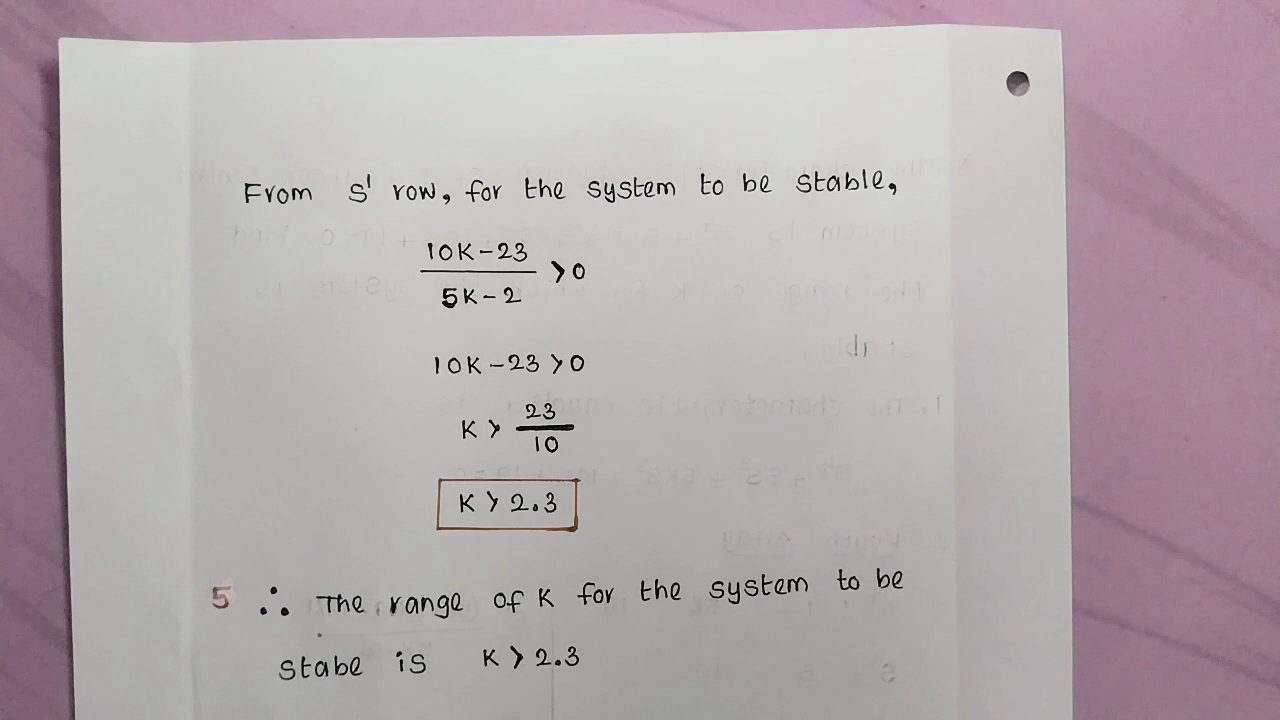 From S¹ row, for the system to be stable,
10K-23
5K-2
>0
10K-23>0
K> 23
10
K>2.3
5 ∴ The range of K for the system to be
stabe is K>2.3